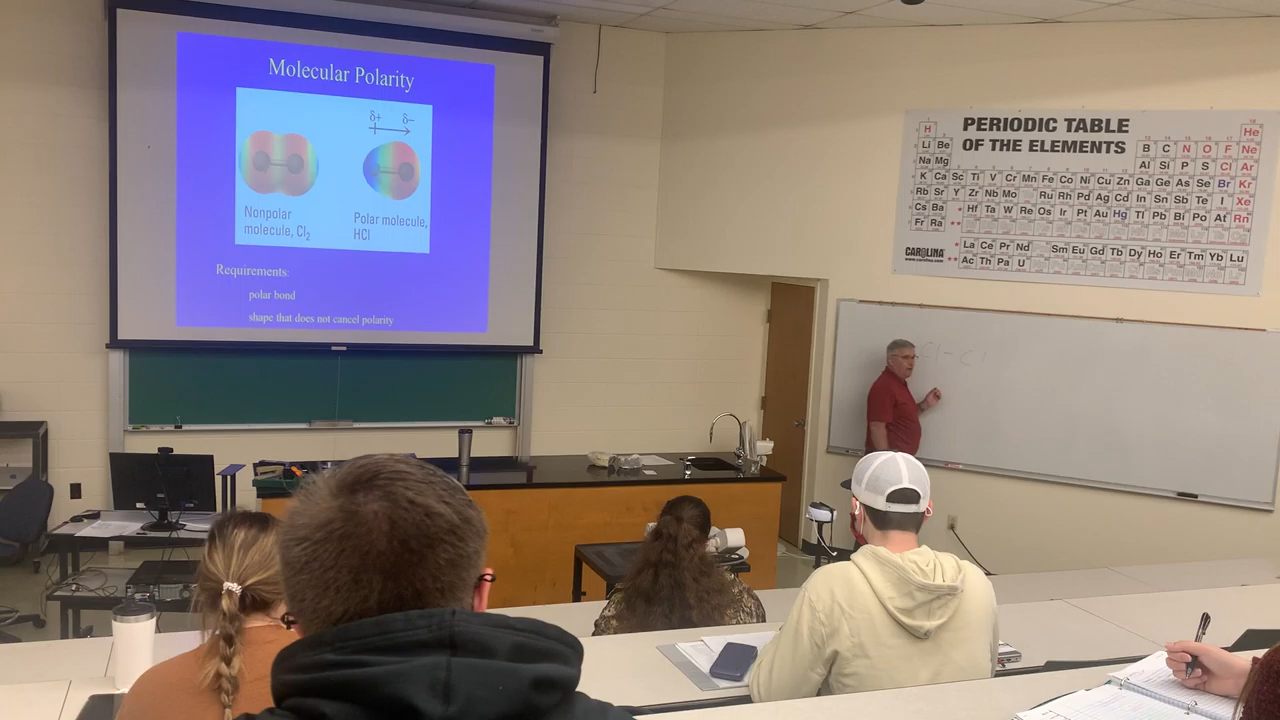 Molecular Polarity
δ+ δ−
Nonpolar
molecule, Cl₂
Polar molecule,
HCl
Requirements:
polar bond
shape that does not cancel polarity
PERIODIC TABLE
OF THE ELEMENTS
H He
Li Be B C N O F Ne
Na Mg Al Si P S Cl Ar
K Ca Sc Ti V Cr Mn Fe Co Ni Cu Zn Ga Ge As Se Br Kr
Rb Sr Y Zr Nb Mo Ru Rh Pd Ag Cd In Sn Sb Te I Xe
Cs Ba * Hf Ta W Re Os Ir Pt Au Hg Tl Pb Bi Po At Rn
Fr Ra **
* La Ce Pr Nd Sm Eu Gd Tb Dy Ho Er Tm Yb Lu
** Ac Th Pa U
CAROLINA
www.carolina.com
Cl-Cl